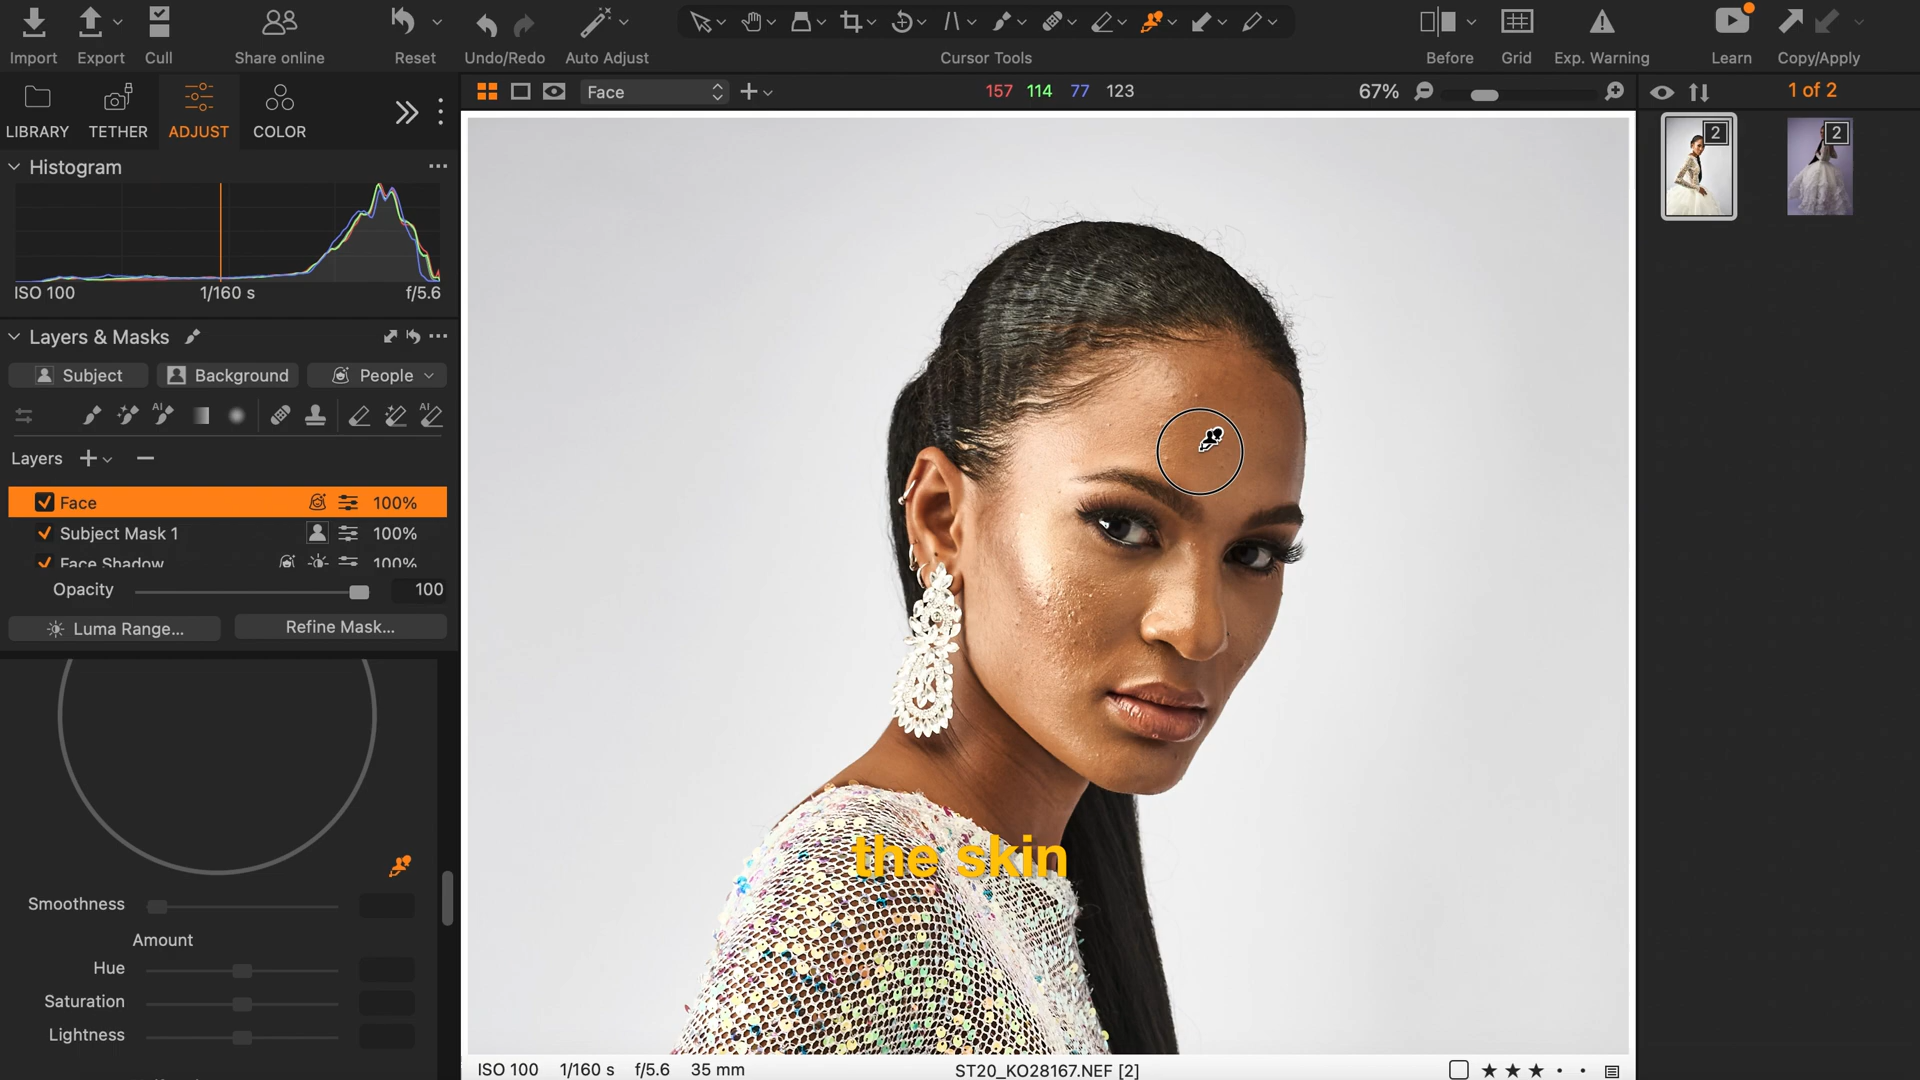 Import
Export
Cull
Share online
Reset
Undo/Redo
Auto Adjust
Cursor Tools
Before
Grid
Exp. Warning
Learn
Copy/Apply
LIBRARY
TETHER
ADJUST
COLOR
Face
157 114 77 123
67%
1 of 2
Histogram
2
2
ISO 100
1/160 s
f/5.6
Layers & Masks
Subject
Background
People
AI
AI
Layers
Face
100%
Subject Mask 1
100%
Face Shadow
100%
Opacity
100
Luma Range...
Refine Mask...
the skin
Smoothness
Amount
Hue
Saturation
Lightness
ISO 100 1/160 s f/5.6 35 mm
ST20_KO28167.NEF [2]